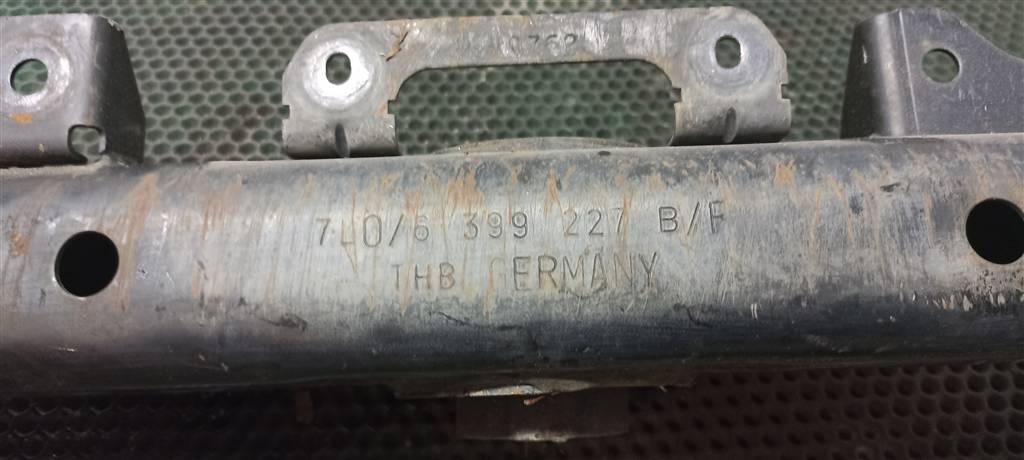 7L0/6 399 227 B/F
THB GERMANY